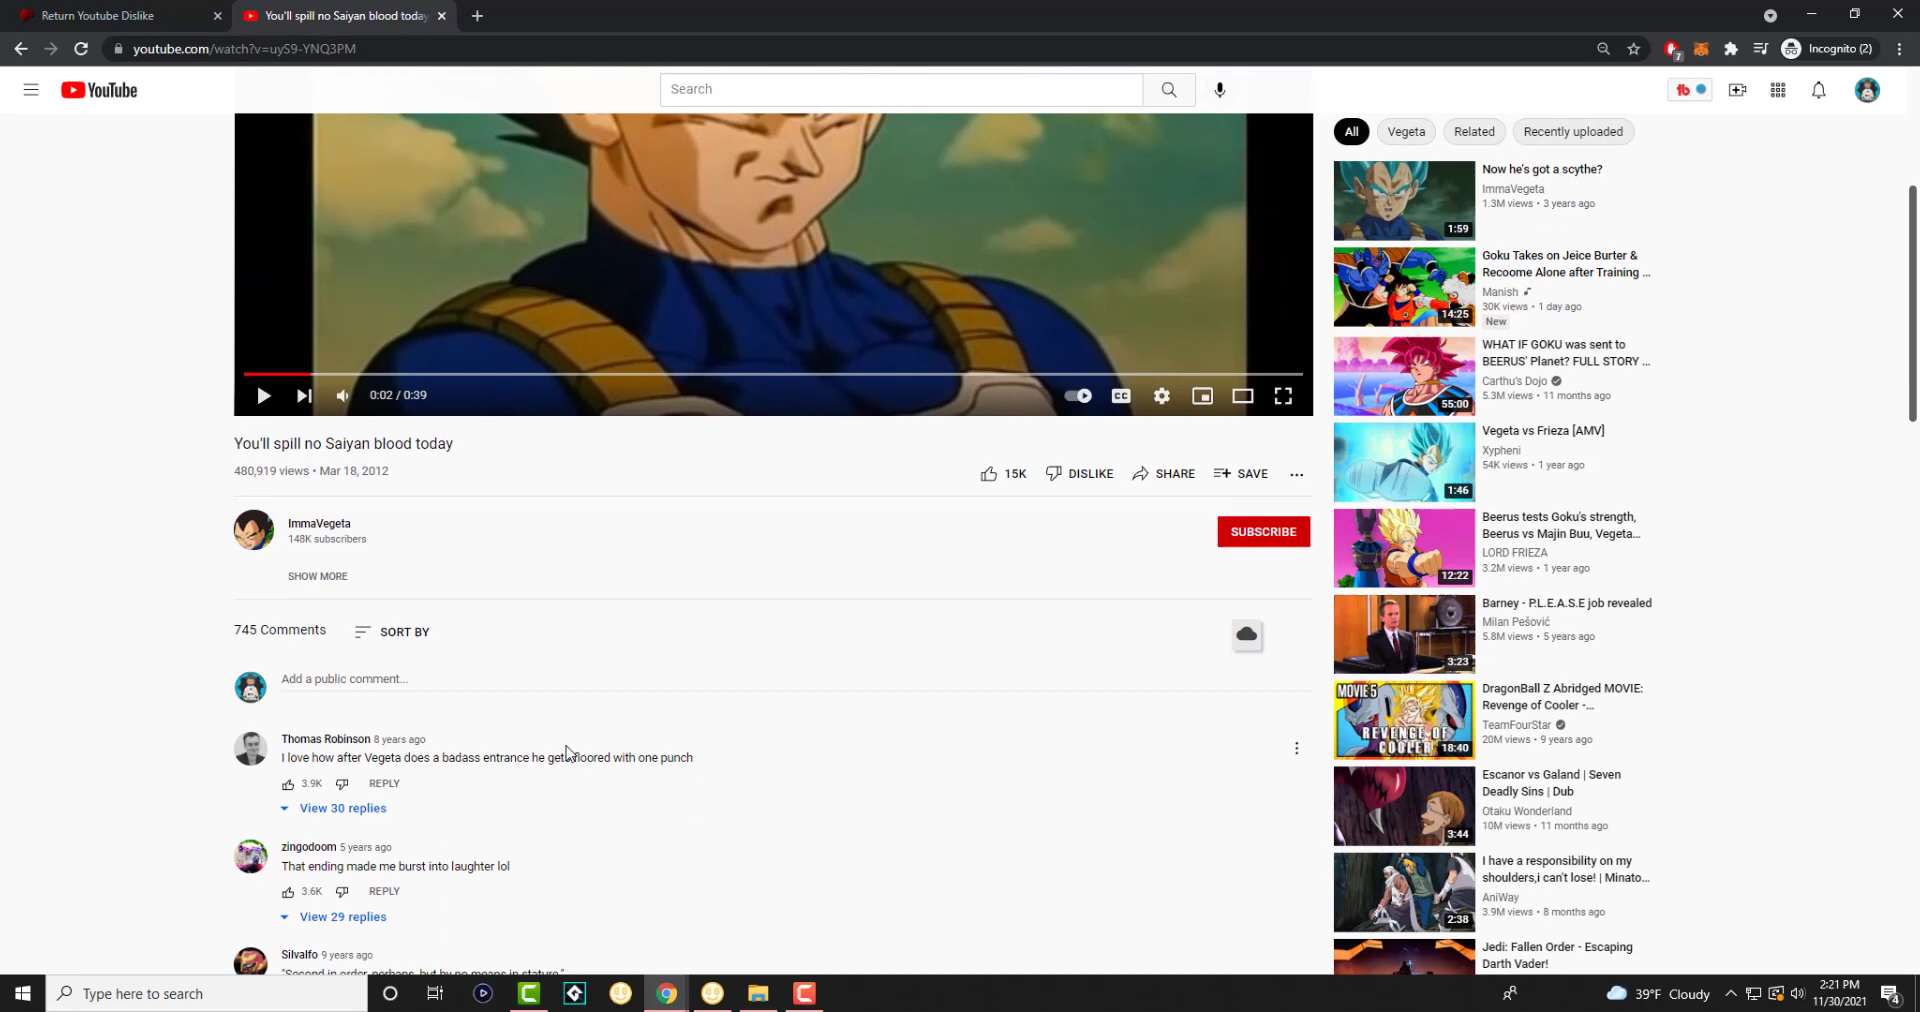 Return Youtube Dislike
You'll spill no Saiyan blood today
youtube.com/watch?v=uyS9-YNQ3PM
7
Incognito (2)
YouTube
Search
tb
All
Vegeta
Related
Recently uploaded
0:02 / 0:39
CC
You'll spill no Saiyan blood today
480,919 views • Mar 18, 2012
15K
DISLIKE
SHARE
SAVE
ImmaVegeta
148K subscribers
SUBSCRIBE
SHOW MORE
745 Comments
SORT BY
Add a public comment...
Thomas Robinson 8 years ago
I love how after Vegeta does a badass entrance he gets floored with one punch
3.9K
REPLY
View 30 replies
zingodoom 5 years ago
That ending made me burst into laughter lol
3.6K
REPLY
View 29 replies
Silvalfo 9 years ago
"Second in order, perhaps, but by no means in stature."
1:59
Now he's got a scythe?
ImmaVegeta
1.3M views • 3 years ago
14:25
Goku Takes on Jeice Burter &
Recoome Alone after Training ...
Manish
30K views • 1 day ago
New
55:00
WHAT IF GOKU was sent to
BEERUS' Planet? FULL STORY ...
Carthu's Dojo
5.3M views • 11 months ago
1:46
Vegeta vs Frieza [AMV]
Xypheni
54K views • 1 year ago
12:22
Beerus tests Goku's strength,
Beerus vs Majin Buu, Vegeta...
LORD FRIEZA
3.2M views • 1 year ago
3:23
Barney - P.L.E.A.S.E job revealed
Milan Pešović
5.8M views • 5 years ago
MOVIE 5
REVENGE OF
COOLER
18:40
DragonBall Z Abridged MOVIE:
Revenge of Cooler -...
TeamFourStar
20M views • 9 years ago
3:44
Escanor vs Galand | Seven
Deadly Sins | Dub
Otaku Wonderland
10M views • 11 months ago
2:38
I have a responsibility on my
shoulders,i can't lose! | Minato...
AniWay
3.9M views • 8 months ago
Jedi: Fallen Order - Escaping
Darth Vader!
Type here to search
39°F Cloudy
2:21 PM
11/30/2021
4